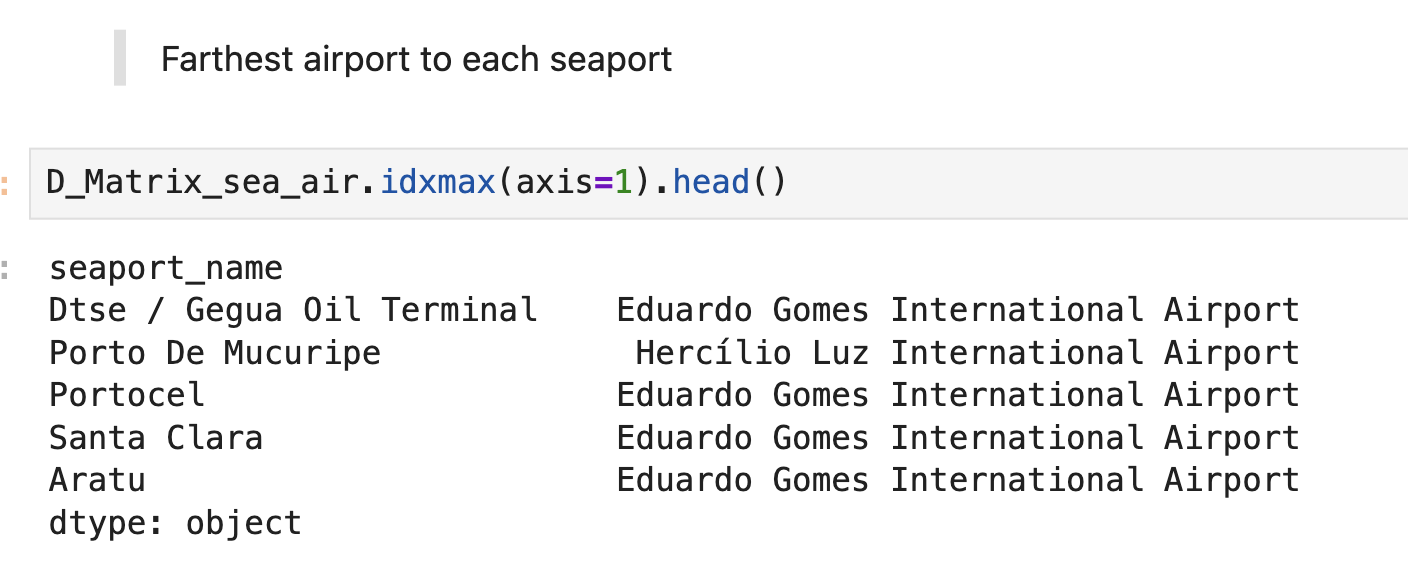 Farthest airport to each seaport
: D_Matrix_sea_air.idxmax(axis=1).head()
: seaport_name
Dtse / Gegua Oil Terminal    Eduardo Gomes International Airport
Porto De Mucuripe             Hercílio Luz International Airport
Portocel                     Eduardo Gomes International Airport
Santa Clara                  Eduardo Gomes International Airport
Aratu                        Eduardo Gomes International Airport
dtype: object